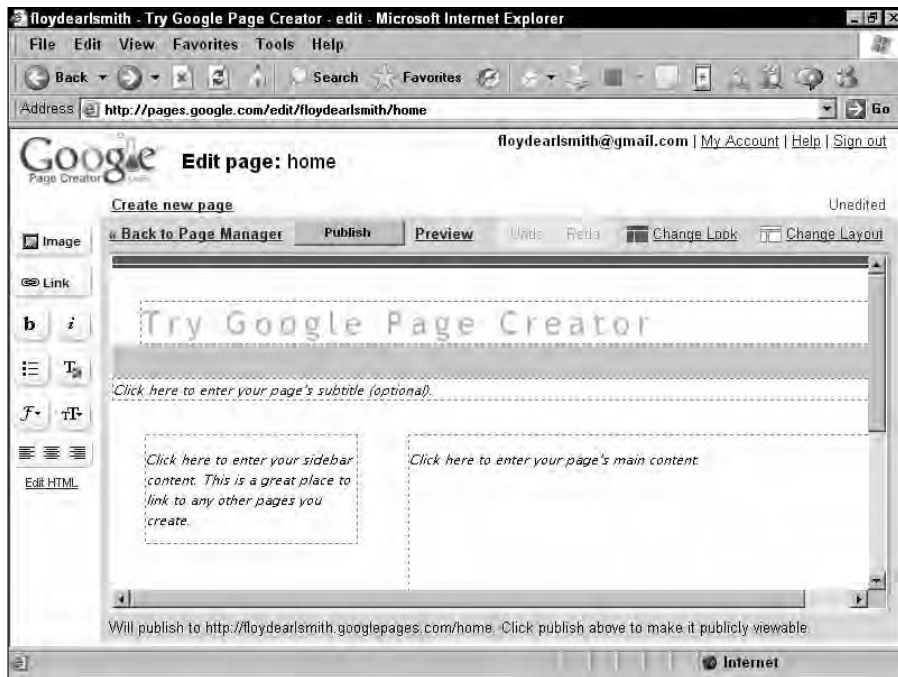 floydearlsmith - Try Google Page Creator - edit - Microsoft Internet Explorer
File Edit View Favorites Tools Help
Back Search Favorites
Address http://pages.google.com/edit/floydearlsmith/home Go
floydearlsmith@gmail.com | My Account | Help | Sign out
Google Edit page: home
Page Creator
Create new page Unedited
Image « Back to Page Manager Publish Preview Undo Redo Change Look Change Layout
Link
Try Google Page Creator
b i
T
Click here to enter your page's subtitle (optional).
F TT
Click here to enter your sidebar
content. This is a great place to
link to any other pages you
create.
Click here to enter your page's main content.
Edit HTML
Will publish to http://floydearlsmith.googlepages.com/home. Click publish above to make it publicly viewable.
Internet